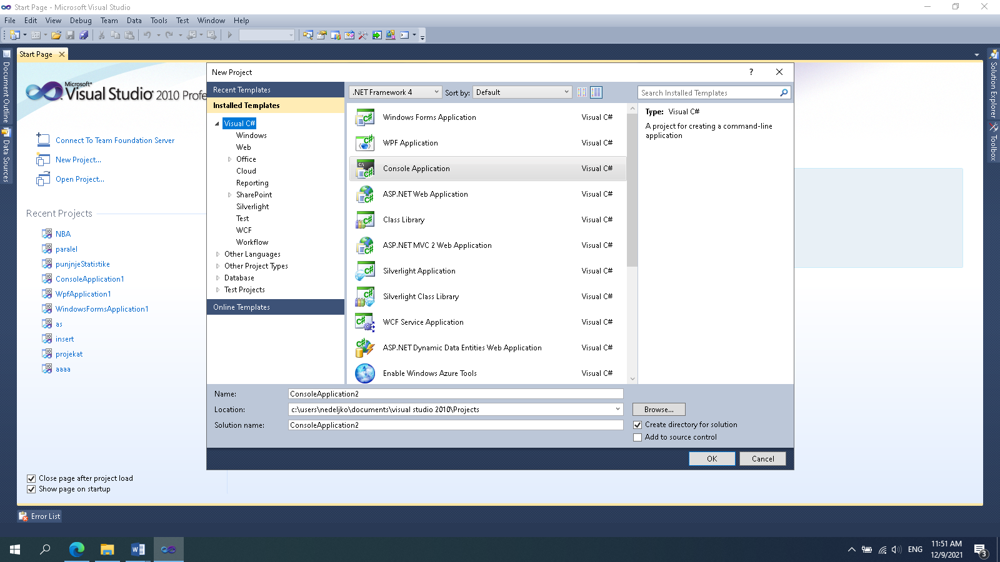 Start Page - Microsoft Visual Studio
File Edit View Debug Team Data Tools Test Window Help
Start Page
Document Outline
Data Sources
Solution Explorer
Toolbox
Microsoft®
Visual Studio® 2010 Profe
Connect To Team Foundation Server
New Project...
Open Project...
Recent Projects
NBA
paralel
punjnjeStatistike
ConsoleApplication1
WpfApplication1
WindowsFormsApplication1
as
insert
projekat
aaaa
Close page after project load
Show page on startup
Error List
New Project
?
Recent Templates
Installed Templates
Visual C#
Windows
Web
Office
Cloud
Reporting
SharePoint
Silverlight
Test
WCF
Workflow
Other Languages
Other Project Types
Database
Test Projects
Online Templates
.NET Framework 4 Sort by: Default
Search Installed Templates
Windows Forms Application Visual C#
WPF Application Visual C#
Console Application Visual C#
ASP.NET Web Application Visual C#
Class Library Visual C#
ASP.NET MVC 2 Web Application Visual C#
Silverlight Application Visual C#
Silverlight Class Library Visual C#
WCF Service Application Visual C#
ASP.NET Dynamic Data Entities Web Application Visual C#
Enable Windows Azure Tools Visual C#
Type: Visual C#
A project for creating a command-line
application
Name: ConsoleApplication2
Location: c:\users\nedeljko\documents\visual studio 2010\Projects
Browse...
Solution name: ConsoleApplication2
Create directory for solution
Add to source control
OK Cancel
ENG
11:51 AM
12/9/2021
3